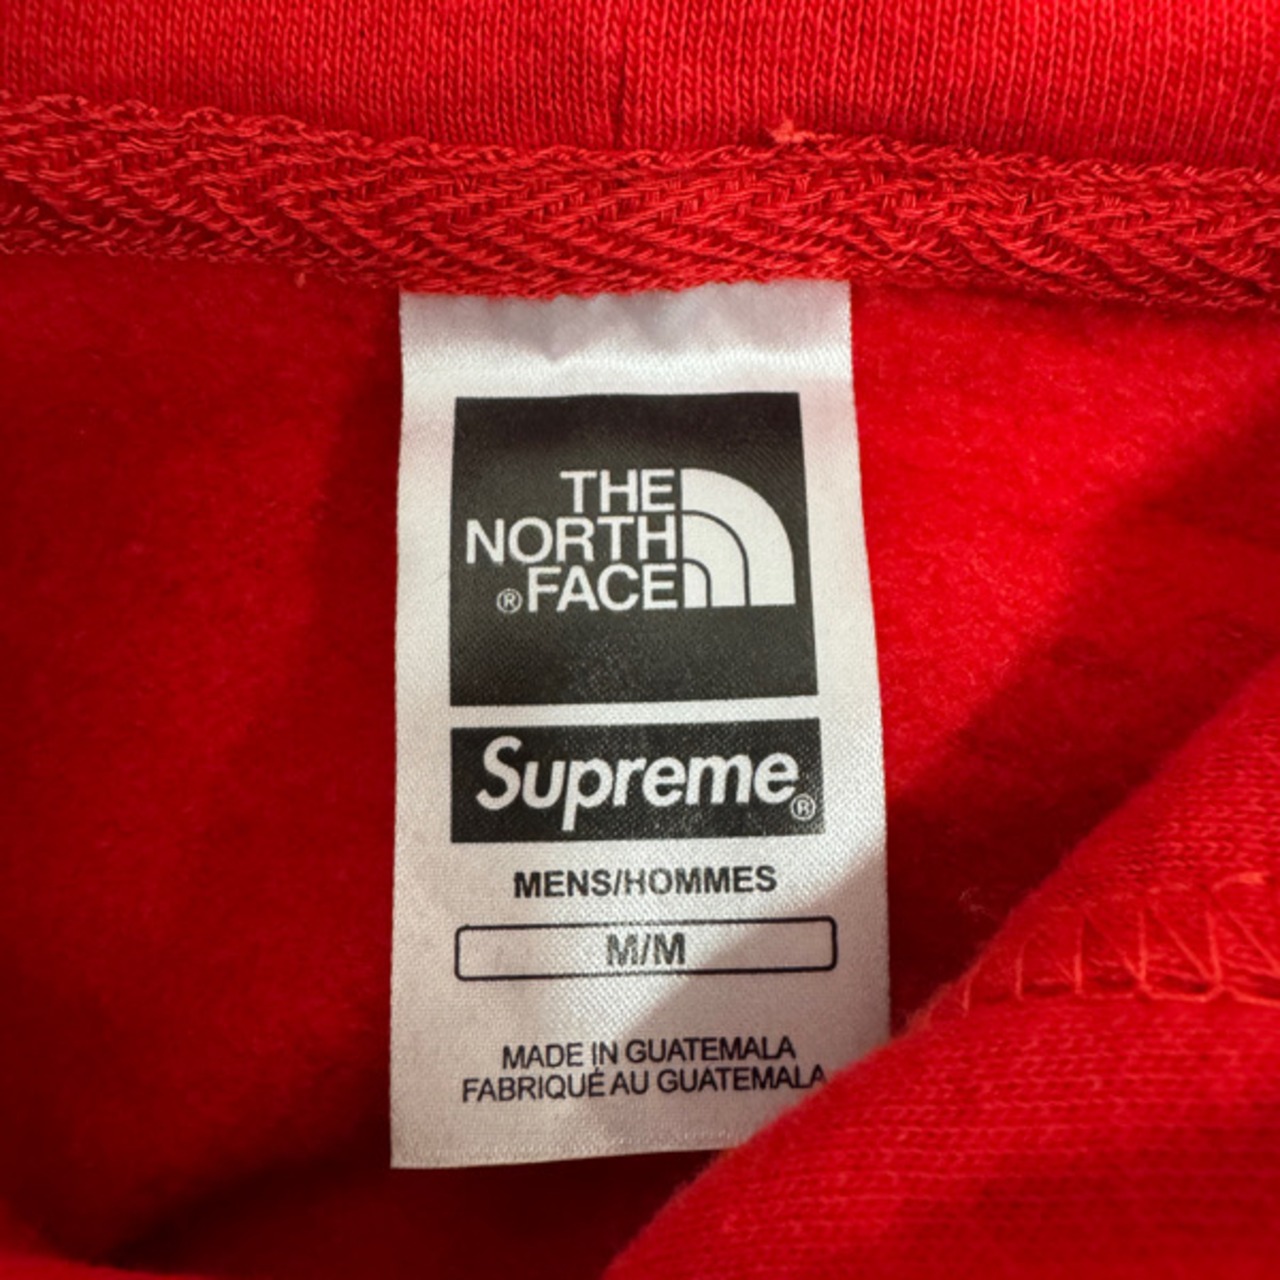 THE
NORTH
®FACE
Supreme®
MENS/HOMMES
M/M
MADE IN GUATEMALA
FABRIQUÉ AU GUATEMALA